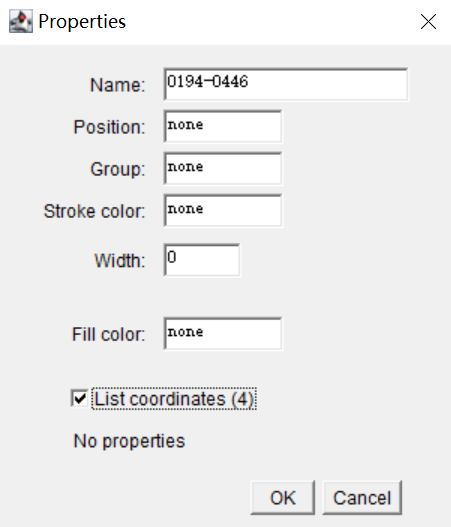 Properties
Name: 0194-0446
Position: none
Group: none
Stroke color: none
Width: 0
Fill color: none
List coordinates (4)
No properties
OK Cancel